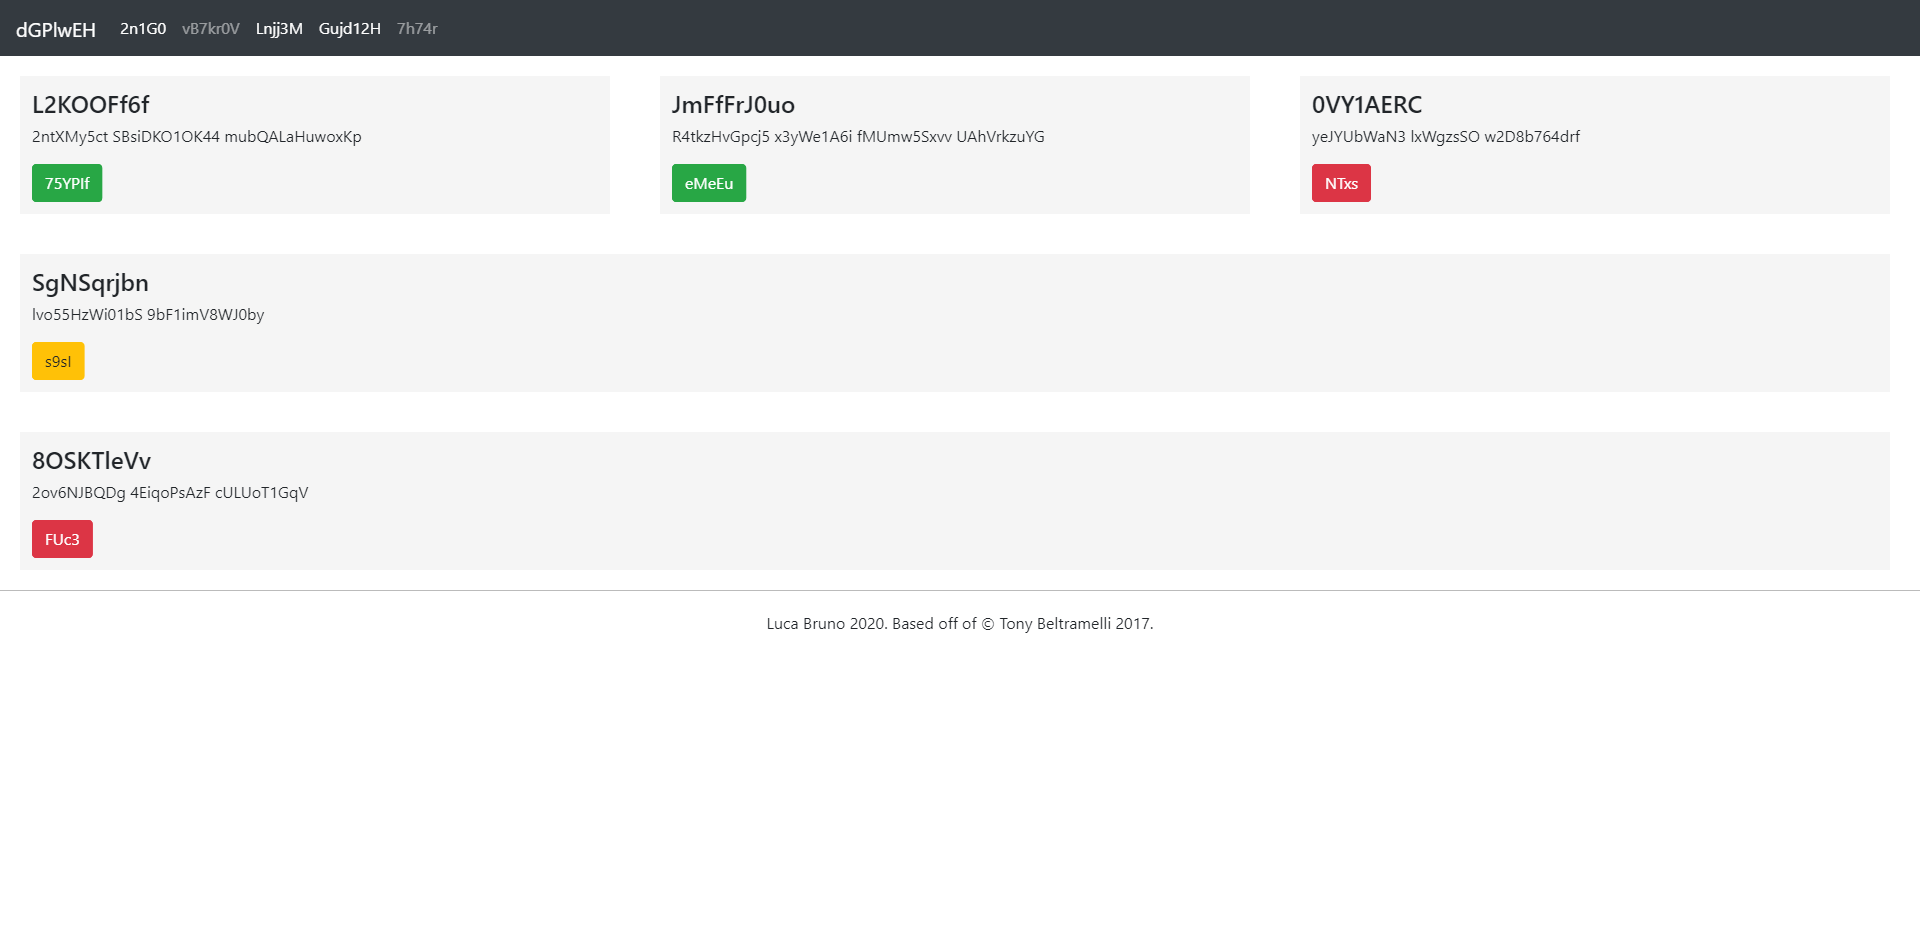 dGPlwEH 2n1G0 vB7kr0V Lnjj3M Gujd12H 7h74r
L2KOOFf6f
2ntXMy5ct SBsiDKO1OK44 mubQALaHuwoxKp
75YPIf
JmFfFrJ0uo
R4tkzHvGpcj5 x3yWe1A6i fMUmw5Sxvv UAhVrkzuYG
eMeEu
0VY1AERC
yeJYUbWaN3 lxWgzsSO w2D8b764drf
NTxs
SgNSqrjbn
lvo55HzWi01bS 9bF1imV8WJ0by
s9sI
8OSKTleVv
2ov6NJBQDg 4EiqoPsAzF cULUoT1GqV
FUc3
Luca Bruno 2020. Based off of © Tony Beltramelli 2017.